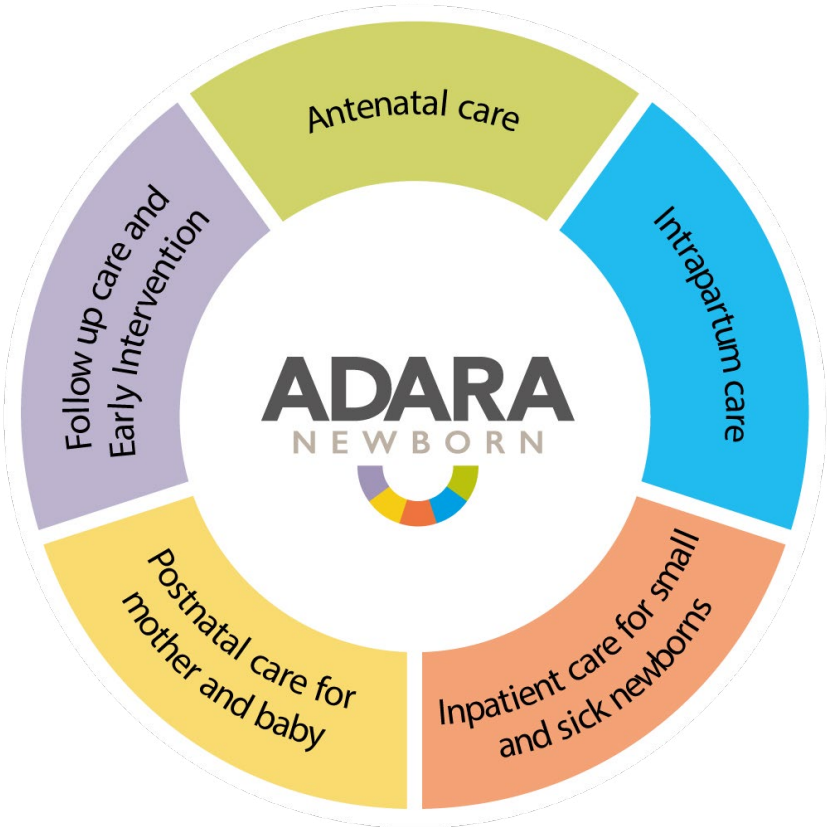 Antenatal care
Intrapartum care
Inpatient care for small
and sick newborns
Postnatal care for
mother and baby
Follow up care and
Early Intervention
ADARA
NEWBORN